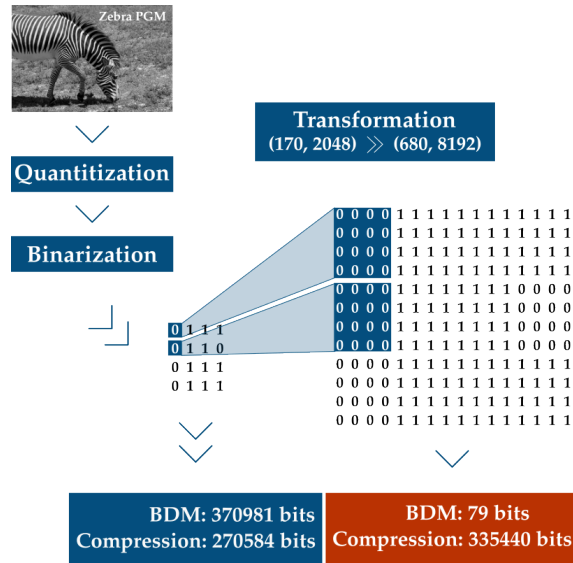 Zebra PGM
Quantitization
Binarization
Transformation
(170, 2048) ≫ (680, 8192)
0 1 1 1
0 1 1 0
0 1 1 1
0 1 1 1
0 0 0 0 1 1 1 1 1 1 1 1 1 1 1 1
0 0 0 0 1 1 1 1 1 1 1 1 1 1 1 1
0 0 0 0 1 1 1 1 1 1 1 1 1 1 1 1
0 0 0 0 1 1 1 1 1 1 1 1 1 1 1 1
0 0 0 0 1 1 1 1 1 1 1 1 0 0 0 0
0 0 0 0 1 1 1 1 1 1 1 1 0 0 0 0
0 0 0 0 1 1 1 1 1 1 1 1 0 0 0 0
0 0 0 0 1 1 1 1 1 1 1 1 0 0 0 0
0 0 0 0 1 1 1 1 1 1 1 1 1 1 1 1
0 0 0 0 1 1 1 1 1 1 1 1 1 1 1 1
0 0 0 0 1 1 1 1 1 1 1 1 1 1 1 1
0 0 0 0 1 1 1 1 1 1 1 1 1 1 1 1
BDM: 370981 bits
Compression: 270584 bits
BDM: 79 bits
Compression: 335440 bits